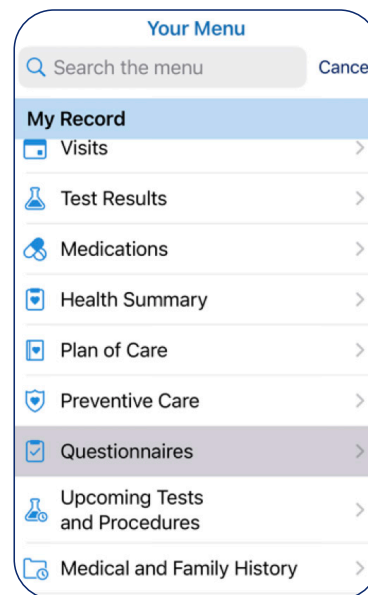 Your Menu
Search the menu
Cance
My Record
Visits
Test Results
Medications
Health Summary
Plan of Care
Preventive Care
Questionnaires
Upcoming Tests
and Procedures
Medical and Family History